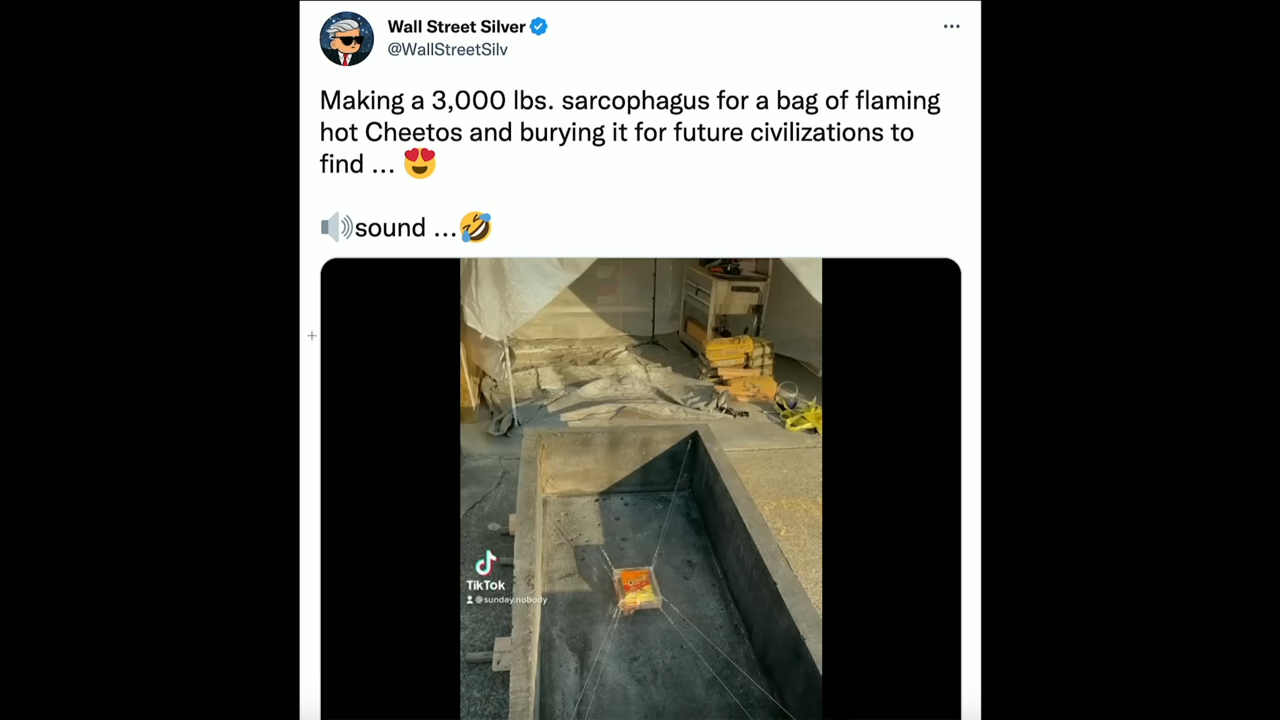 Wall Street Silver
@WallStreetSilv
Making a 3,000 lbs. sarcophagus for a bag of flaming
hot Cheetos and burying it for future civilizations to
find ... 😍
🔊sound ...🤣
TikTok
@sunday.nobody